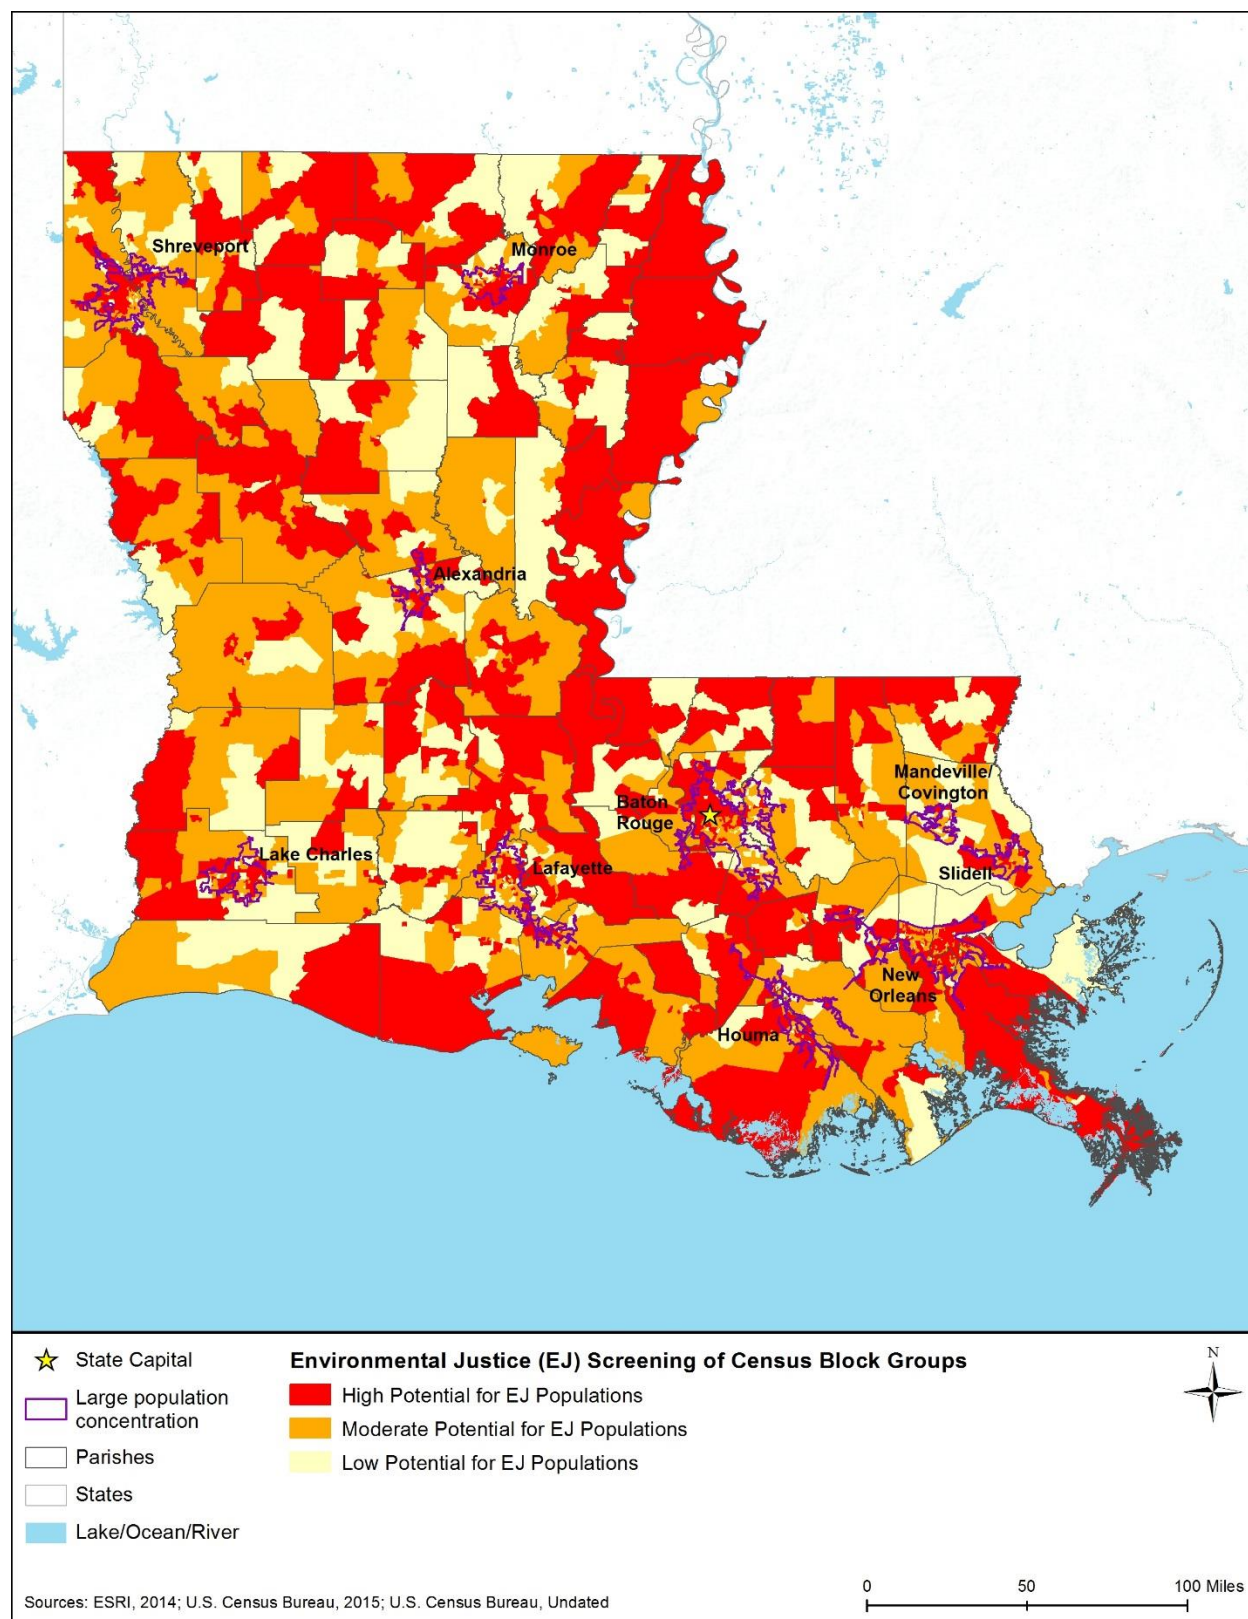 Shreveport
Monroe
Alexandria
Mandeville/
Covington
Baton
Rouge
Lake Charles
Lafayette
Slidell
New
Orleans
Houma
State Capital
Large population
concentration
Parishes
States
Lake/Ocean/River
Environmental Justice (EJ) Screening of Census Block Groups
High Potential for EJ Populations
Moderate Potential for EJ Populations
Low Potential for EJ Populations
N
0 50 100 Miles
Sources: ESRI, 2014; U.S. Census Bureau, 2015; U.S. Census Bureau, Undated